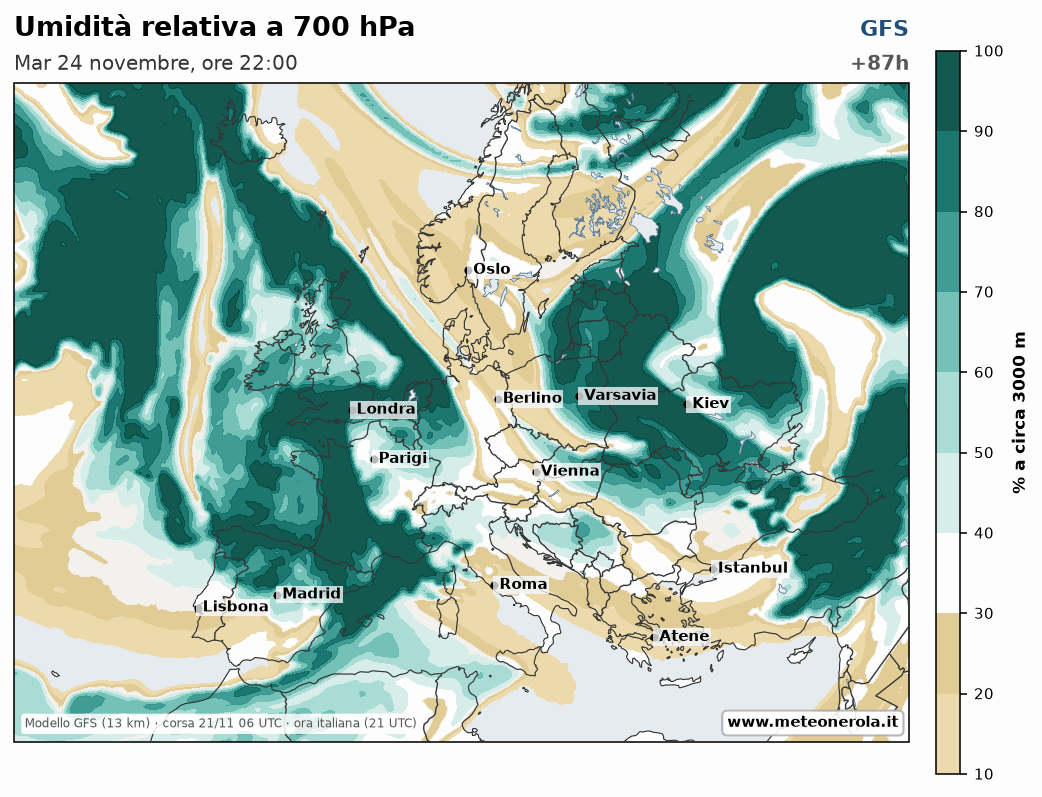 Umidità relativa a 700 hPa
GFS
Mar 24 novembre, ore 22:00
+87h
100
90
80
70
60
50
40
30
20
10
% a circa 3000 m
Oslo
Berlino
Varsavia
Kiev
Londra
Parigi
Vienna
Istanbul
Roma
Madrid
Lisbona
Atene
Modello GFS (13 km) · corsa 21/11 06 UTC · ora italiana (21 UTC)
www.meteonerola.it